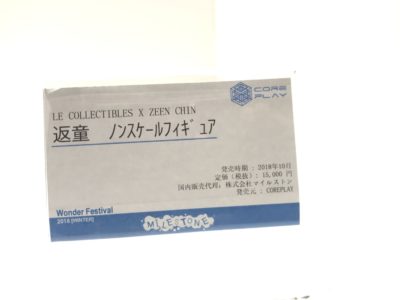 CORE
PLAY
LE COLLECTIBLES X ZEEN CHIN
返童 ノンスケールフィギュア
発売時期 : 2018年10月
定価（税抜）: 15,000 円
国内販売代理: 株式会社マイルストン
発売元 : COREPLAY
Wonder Festival
2018 [WINTER]
MILESTONE